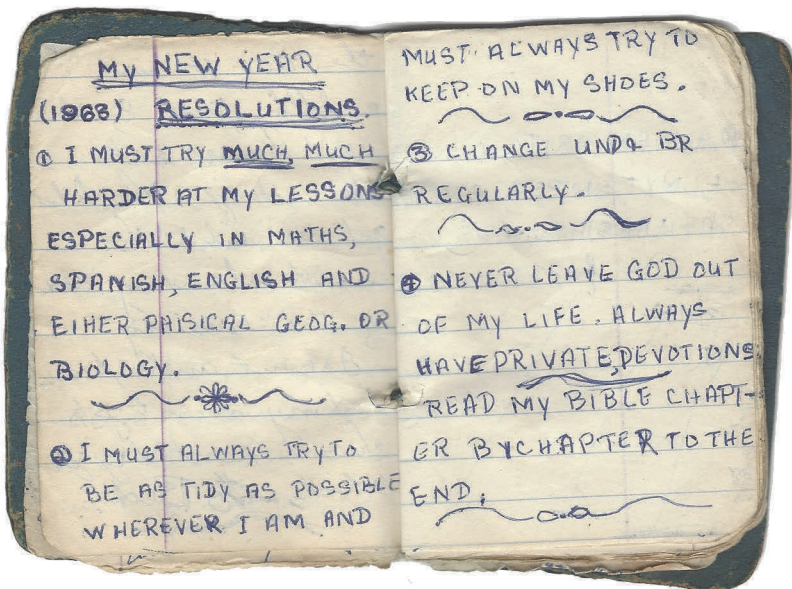 My NEW YEAR
(1968) RESOLUTIONS.
① I MUST TRY MUCH, MUCH
HARDER AT MY LESSONS
ESPECIALLY IN MATHS,
SPANISH, ENGLISH AND
EIHER PHISICAL GEOG. OR
BIOLOGY.
② I MUST ALWAYS TRY TO
BE AS TIDY AS POSSIBLE
WHEREVER I AM AND
MUST ALWAYS TRY TO
KEEP ON MY SHOES.
③ CHANGE UND& BR
REGULARLY.
④ NEVER LEAVE GOD OUT
OF MY LIFE. ALWAYS
HAVE PRIVATE, DEVOTIONS
READ MY BIBLE CHAPT-
ER BY CHAPTER TO THE
END.